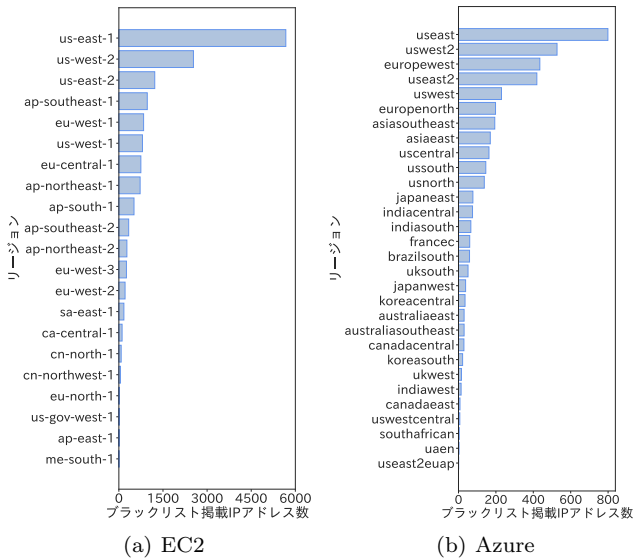 リージョン
us-east-1
us-west-2
us-east-2
ap-southeast-1
eu-west-1
us-west-1
eu-central-1
ap-northeast-1
ap-south-1
ap-southeast-2
ap-northeast-2
eu-west-3
eu-west-2
sa-east-1
ca-central-1
cn-north-1
cn-northwest-1
eu-north-1
us-gov-west-1
ap-east-1
me-south-1
0 1500 3000 4500 6000
ブラックリスト掲載IPアドレス数
(a) EC2
リージョン
useast
uswest2
europewest
useast2
uswest
europenorth
asiasoutheast
asiaeast
uscentral
ussouth
usnorth
japaneast
indiacentral
indiasouth
francec
brazilsouth
uksouth
japanwest
koreacentral
australiaeast
australiasoutheast
canadacentral
koreasouth
ukwest
indiawest
canadaeast
uswestcentral
southafrican
uaen
useast2euap
0 200 400 600 800
ブラックリスト掲載IPアドレス数
(b) Azure